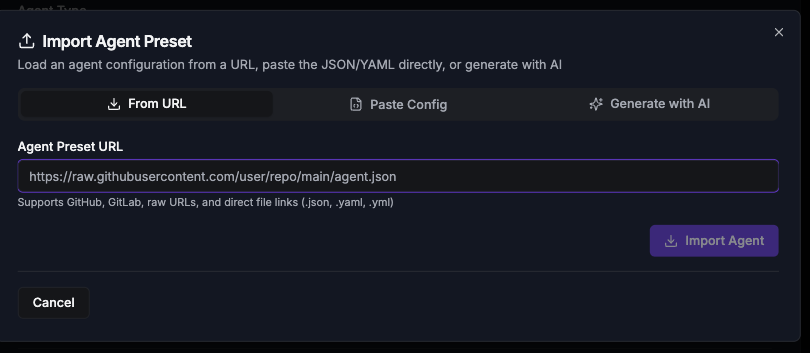 Agent Type
Import Agent Preset
Load an agent configuration from a URL, paste the JSON/YAML directly, or generate with AI
From URL
Paste Config
Generate with AI
Agent Preset URL
https://raw.githubusercontent.com/user/repo/main/agent.json
Supports GitHub, GitLab, raw URLs, and direct file links (.json, .yaml, .yml)
Import Agent
Cancel